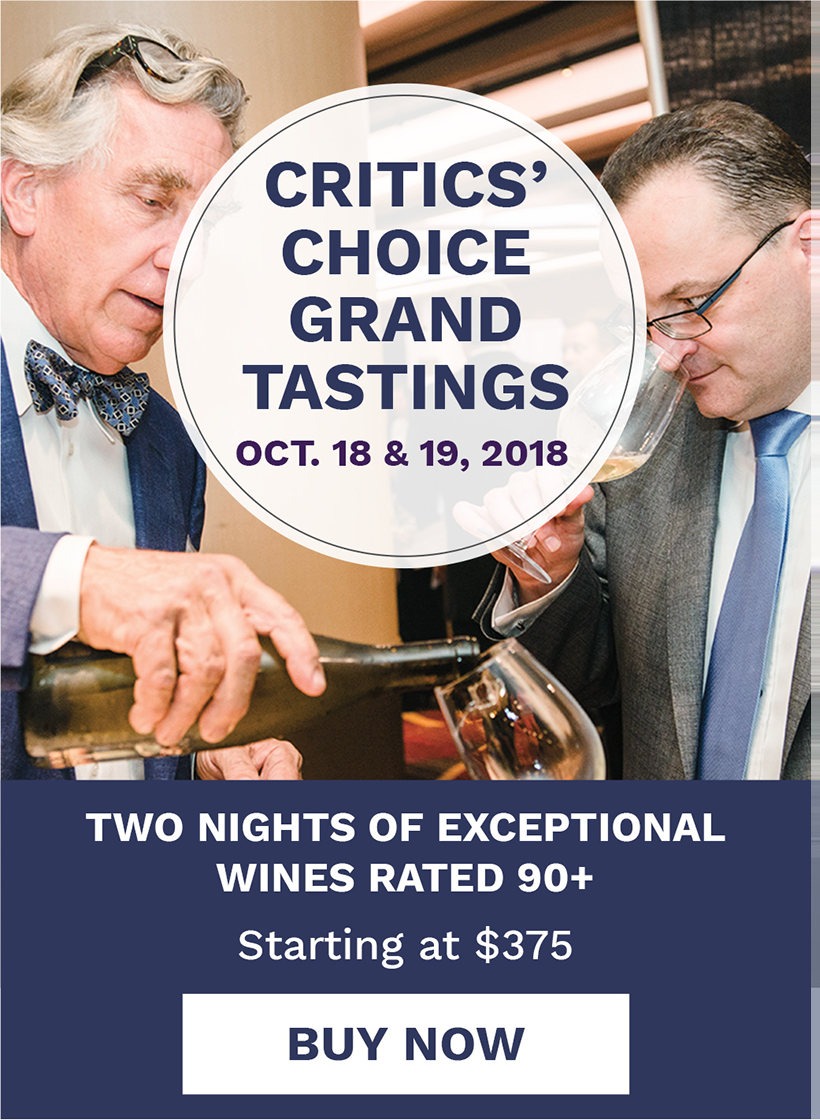 CRITICS’
CHOICE
GRAND
TASTINGS
OCT. 18 & 19, 2018
TWO NIGHTS OF EXCEPTIONAL
WINES RATED 90+
Starting at $375
BUY NOW